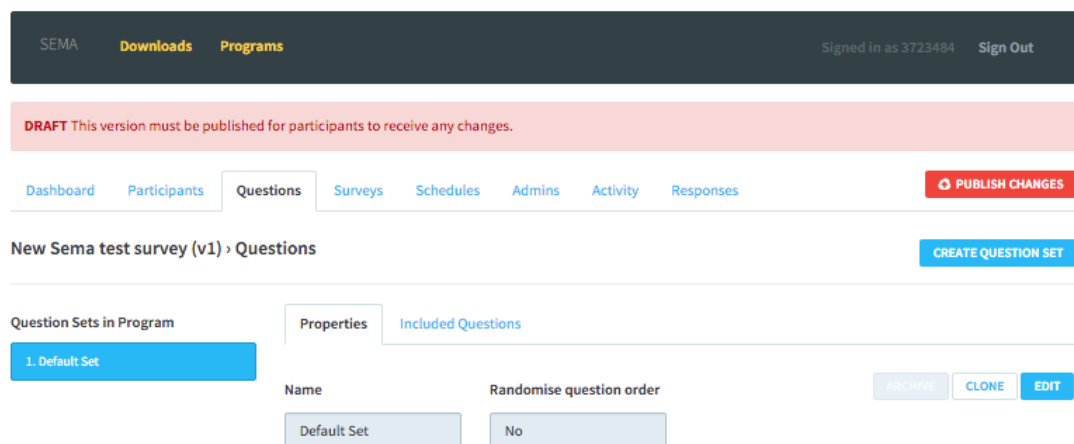 SEMA Downloads Programs Signed in as 3723484 Sign Out
DRAFT This version must be published for participants to receive any changes.
Dashboard Participants Questions Surveys Schedules Admins Activity Responses PUBLISH CHANGES
New Sema test survey (v1) › Questions CREATE QUESTION SET
Question Sets in Program Properties Included Questions
1. Default Set
ARCHIVE CLONE EDIT
Name Randomise question order
Default Set No